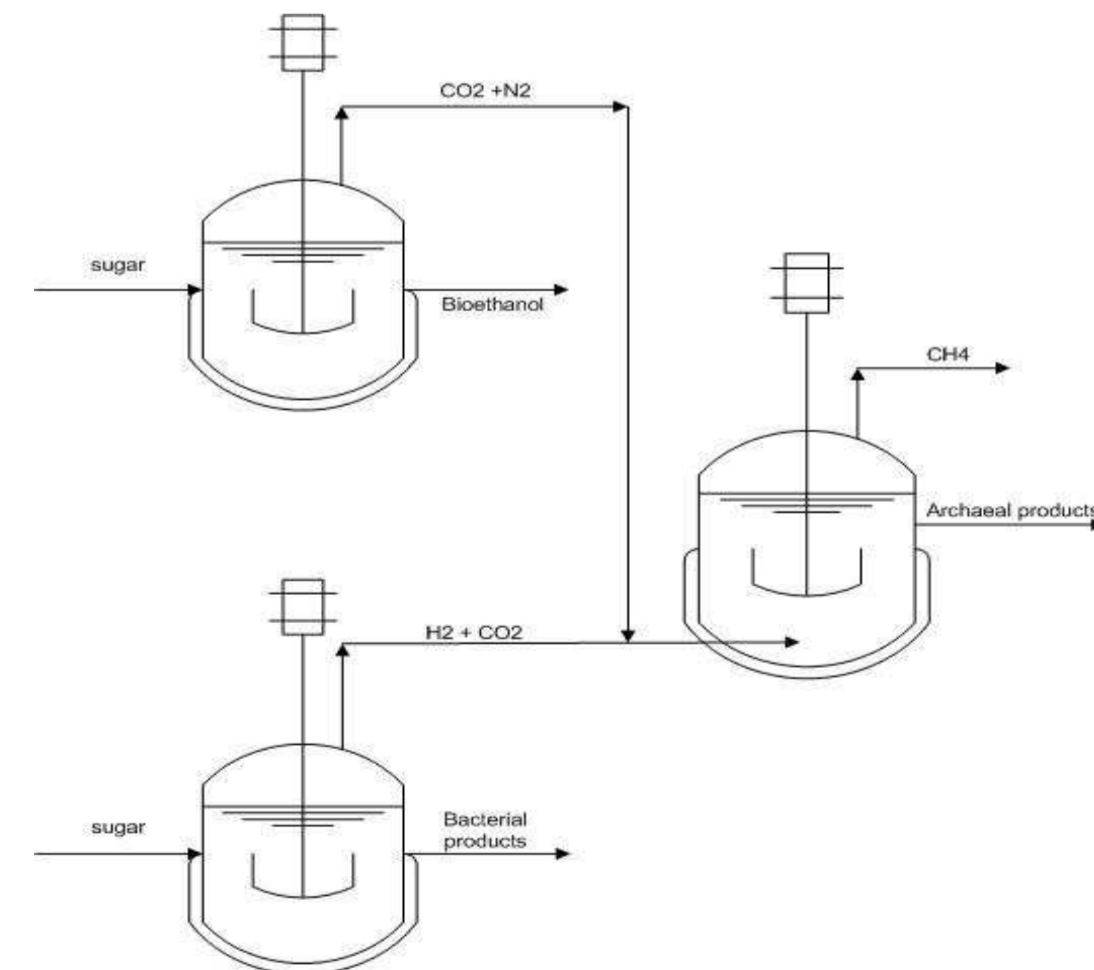 CO2 +N2
sugar
Bioethanol
CH4
Archaeal products
H2 + CO2
sugar
Bacterial
products